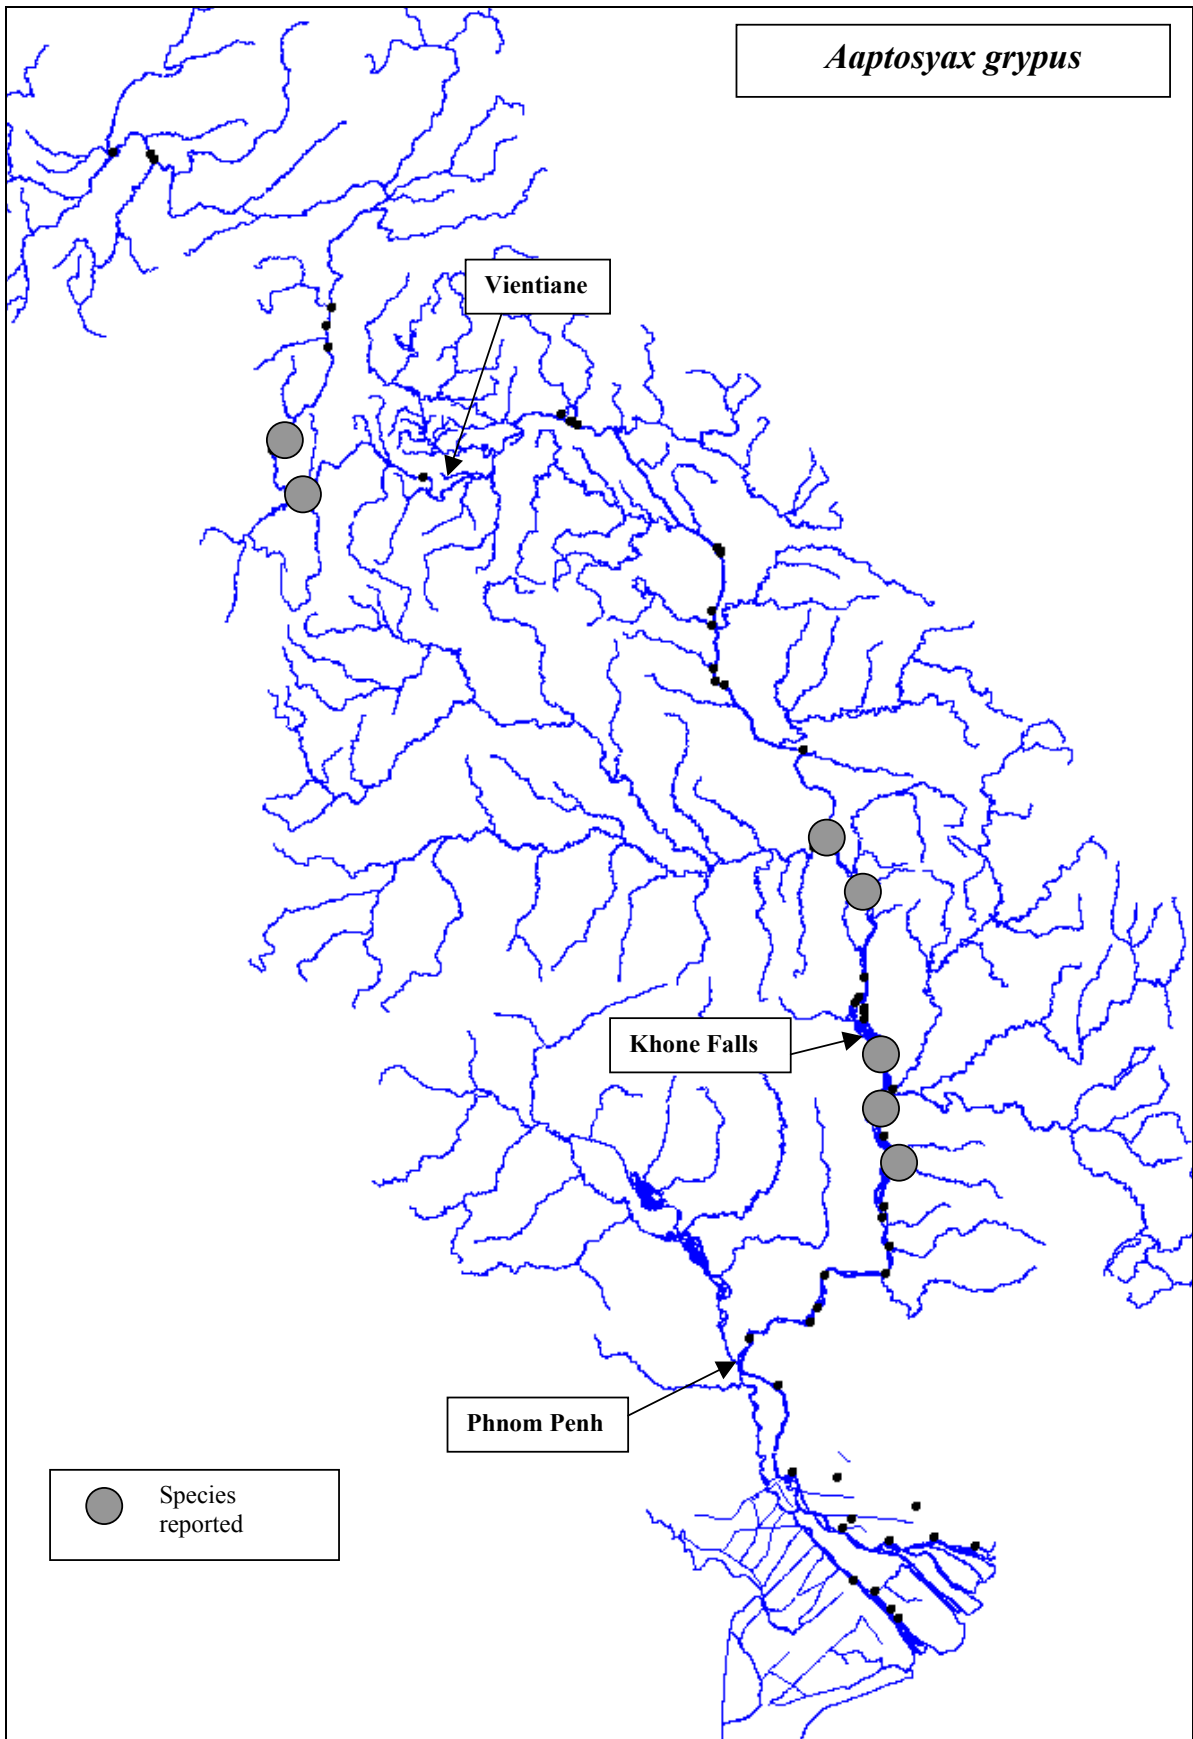 Aaptosyax grypus
Vientiane
Khone Falls
Phnom Penh
Species
reported